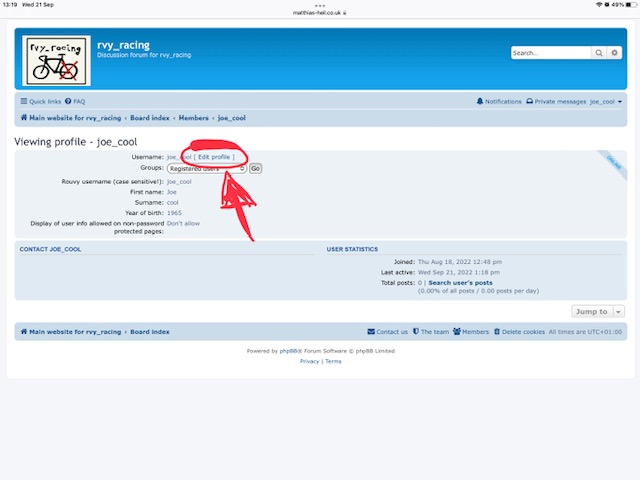 13:19 Wed 21 Sep
49%
matthias-heil.co.uk
rvy_racing
rvy_racing
Discussion forum for rvy_racing
Search…
Quick links FAQ
Notifications Private messages joe_cool
Main website for rvy_racing ‹ Board index ‹ Members ‹ joe_cool
Viewing profile - joe_cool
Username: joe_cool [ Edit profile ]
Groups: Registered users Go
ONLINE
Rouvy username (case sensitive!): joe_cool
First name: Joe
Surname: cool
Year of birth: 1965
Display of user info allowed on non-password protected pages: Don't allow
CONTACT JOE_COOL
USER STATISTICS
Joined: Thu Aug 18, 2022 12:48 pm
Last active: Wed Sep 21, 2022 1:18 pm
Total posts: 0 | Search user's posts
(0.00% of all posts / 0.00 posts per day)
Jump to
Main website for rvy_racing ‹ Board index
Contact us The team Members Delete cookies All times are UTC+01:00
Powered by phpBB® Forum Software © phpBB Limited
Privacy | Terms